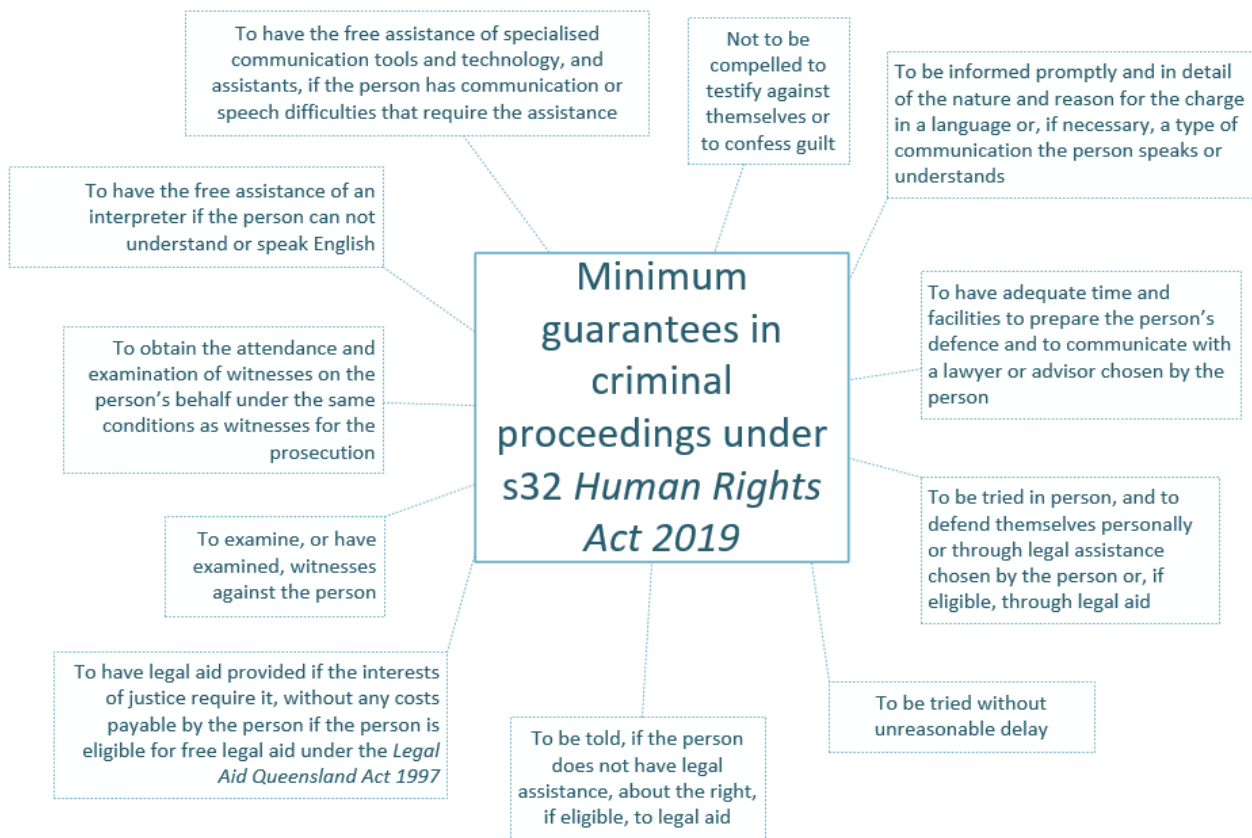 To have the free assistance of specialised
communication tools and technology, and
assistants, if the person has communication or
speech difficulties that require the assistance
Not to be
compelled to
testify against
themselves or
to confess guilt
To be informed promptly and in detail
of the nature and reason for the charge
in a language or, if necessary, a type of
communication the person speaks or
understands
To have the free assistance of an
interpreter if the person can not
understand or speak English
Minimum
guarantees in
criminal
proceedings under
s32 Human Rights
Act 2019
To have adequate time and
facilities to prepare the person's
defence and to communicate with
a lawyer or advisor chosen by the
person
To obtain the attendance and
examination of witnesses on the
person's behalf under the same
conditions as witnesses for the
prosecution
To be tried in person, and to
defend themselves personally
or through legal assistance
chosen by the person or, if
eligible, through legal aid
To examine, or have
examined, witnesses
against the person
To have legal aid provided if the interests
of justice require it, without any costs
payable by the person if the person is
eligible for free legal aid under the Legal
Aid Queensland Act 1997
To be told, if the person
does not have legal
assistance, about the right,
if eligible, to legal aid
To be tried without
unreasonable delay